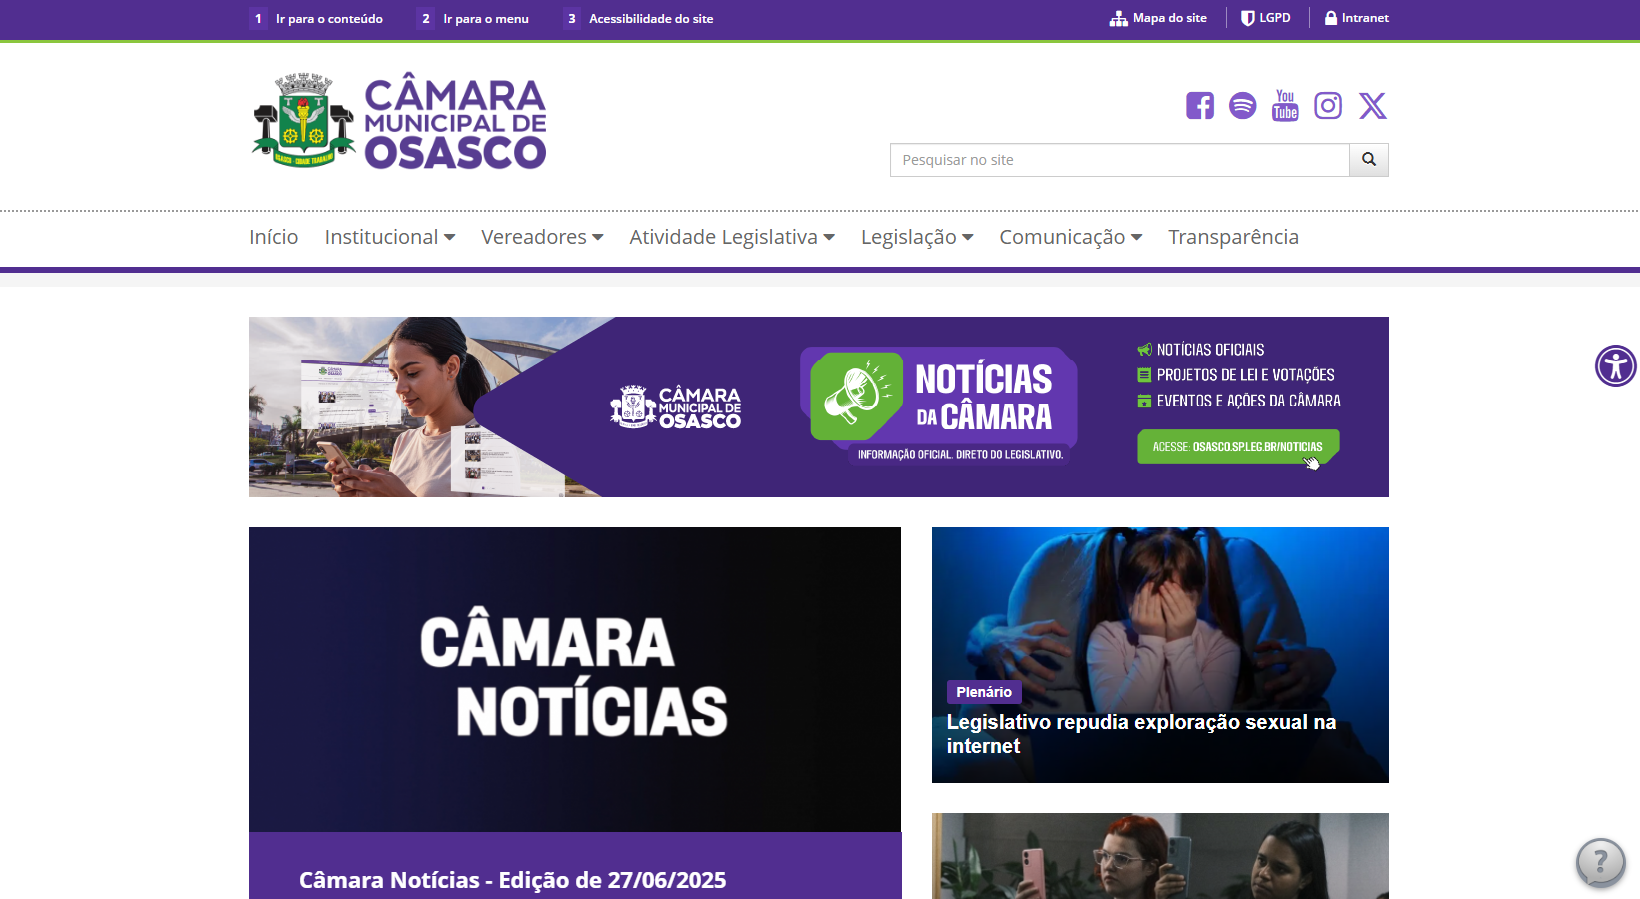 1 Ir para o conteúdo 2 Ir para o menu 3 Acessibilidade do site Mapa do site LGPD Intranet
CÂMARA
MUNICIPAL DE
OSASCO
OSASCO - CIDADE TRABALHO
You
Tube
Pesquisar no site
Início Institucional Vereadores Atividade Legislativa Legislação Comunicação Transparência
CÂMARA
MUNICIPAL DE
OSASCO
NOTÍCIAS
DA CÂMARA
INFORMAÇÃO OFICIAL. DIRETO DO LEGISLATIVO.
NOTÍCIAS OFICIAIS
PROJETOS DE LEI E VOTAÇÕES
EVENTOS E AÇÕES DA CÂMARA
ACESSE: OSASCO.SP.LEG.BR/NOTICIAS
CÂMARA
NOTÍCIAS
Câmara Notícias - Edição de 27/06/2025
Plenário
Legislativo repudia exploração sexual na
internet
?